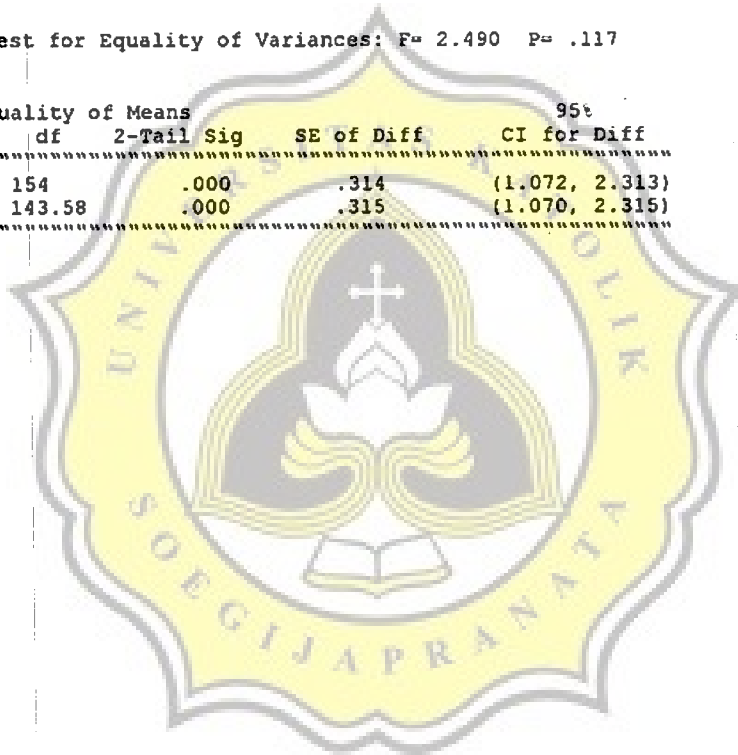 est for Equality of Variances: F= 2.490 P= .117
uality of Means 95%
df 2-Tail Sig SE of Diff CI for Diff
154 .000 .314 (1.072, 2.313)
143.58 .000 .315 (1.070, 2.315)
UNIVERSITAS KATOLIK
SOEGIJAPRANATA